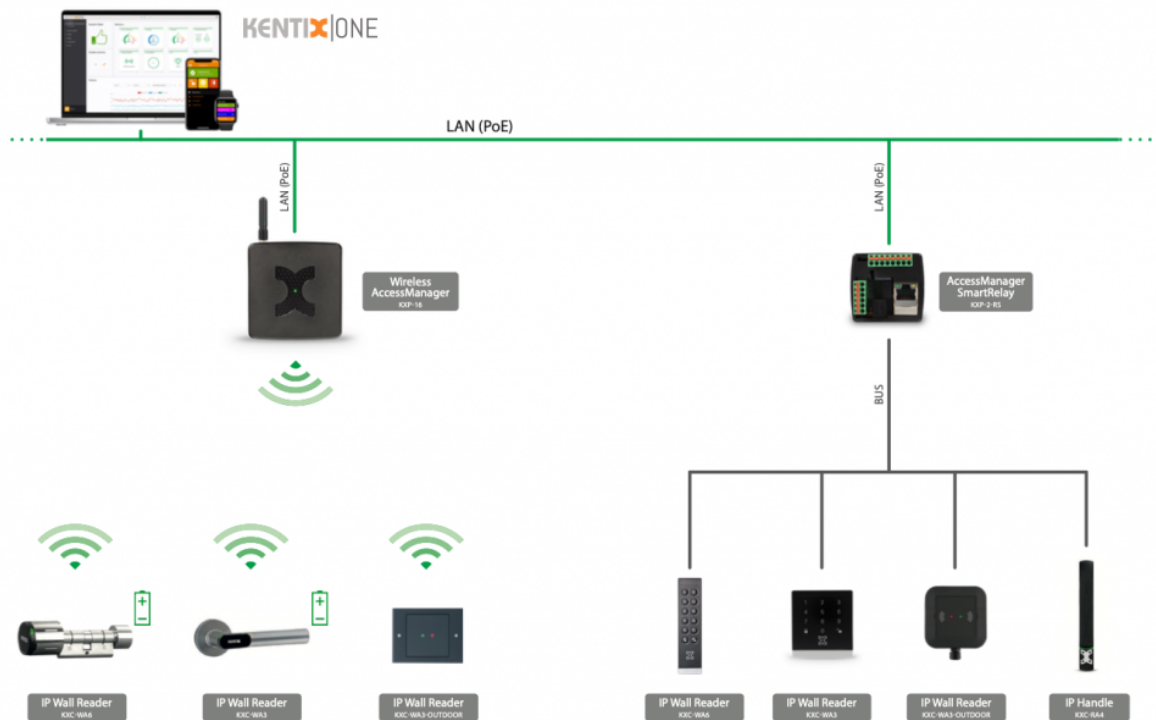 KENTIX|ONE
LAN (PoE)
LAN (PoE)
LAN (PoE)
Wireless
AccessManager
KXP-16
AccessManager
SmartRelay
KXP-2-RS
BUS
IP Wall Reader
KXC-WA6
IP Wall Reader
KXC-WA3
IP Wall Reader
KXC-WA3-OUTDOOR
IP Wall Reader
KXC-WA6
IP Wall Reader
KXC-WA3
IP Wall Reader
KXC-WA3-OUTDOOR
IP Handle
KXC-RA4